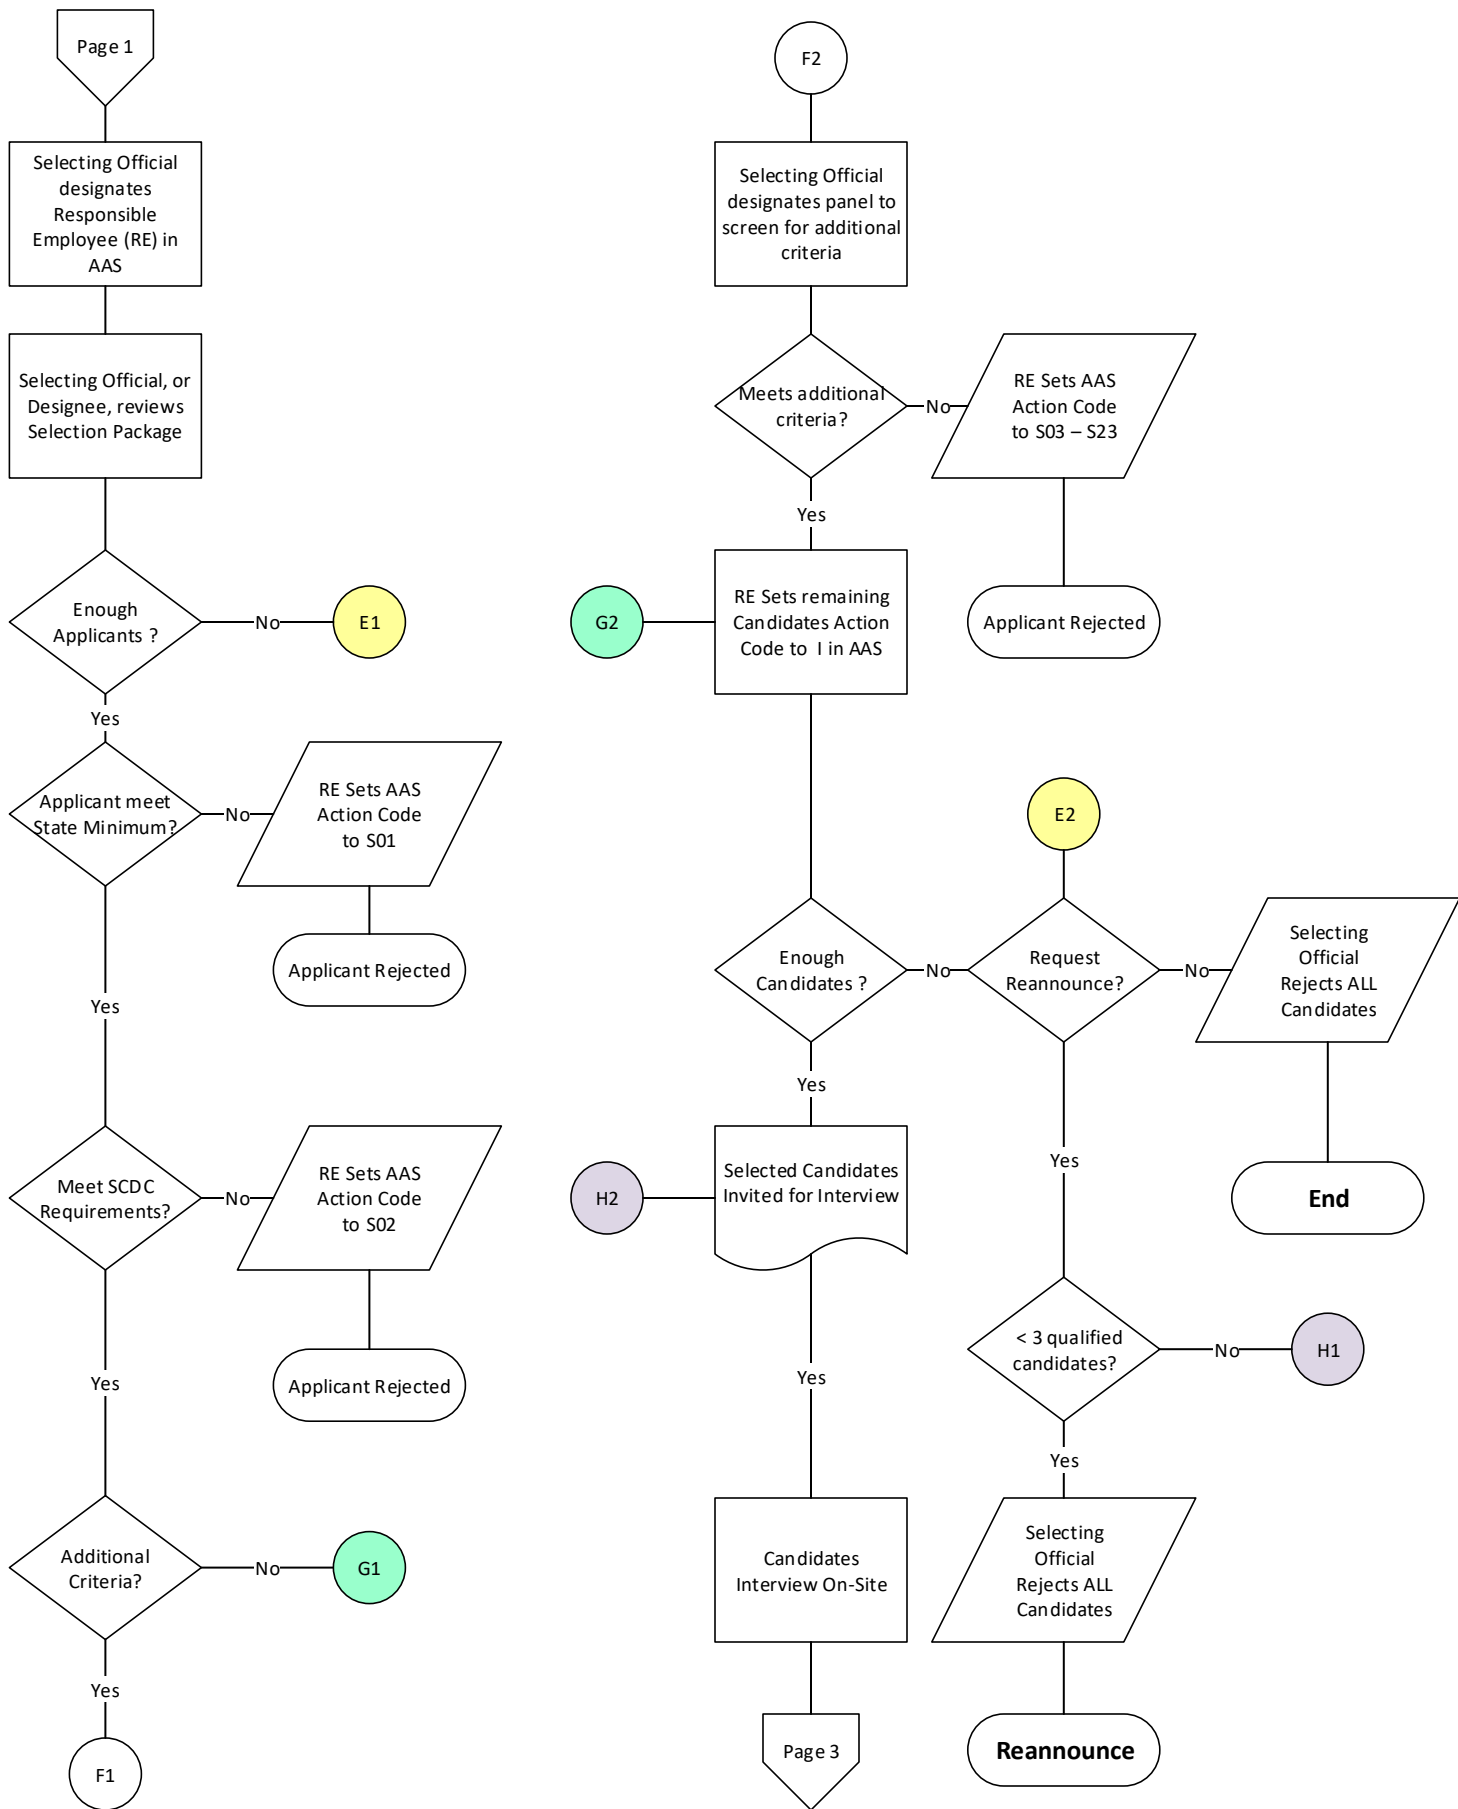 Page 1
Selecting Official
designates
Responsible
Employee (RE) in
AAS
Selecting Official, or
Designee, reviews
Selection Package
Enough
Applicants ?
No
E1
Yes
Applicant meet
State Minimum?
No
RE Sets AAS
Action Code
to S01
Applicant Rejected
Yes
Meet SCDC
Requirements?
No
RE Sets AAS
Action Code
to S02
Applicant Rejected
Yes
Additional
Criteria?
No
G1
Yes
F1
F2
Selecting Official
designates panel to
screen for additional
criteria
Meets additional
criteria?
No
RE Sets AAS
Action Code
to S03 – S23
Applicant Rejected
Yes
G2
RE Sets remaining
Candidates Action
Code to I in AAS
Enough
Candidates ?
No
E2
Request
Reannounce?
No
Selecting
Official
Rejects ALL
Candidates
End
Yes
H2
Selected Candidates
Invited for Interview
Yes
< 3 qualified
candidates?
No
H1
Yes
Candidates
Interview On-Site
Page 3
Yes
Selecting
Official
Rejects ALL
Candidates
Reannounce